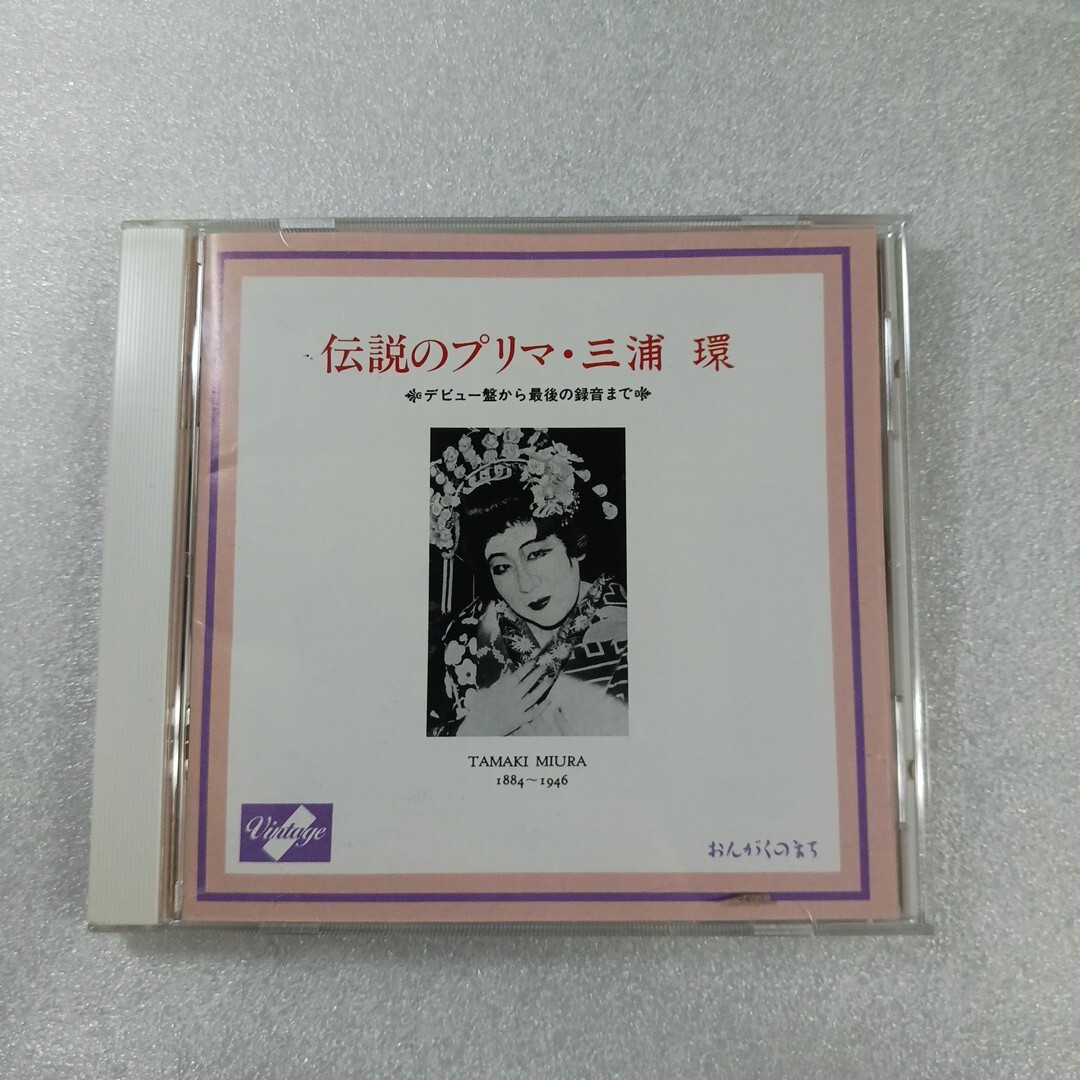 伝説のプリマ・三浦 環
デビュー盤から最後の録音まで
TAMAKI MIURA
1884~1946
Vintage
おんがくのまち